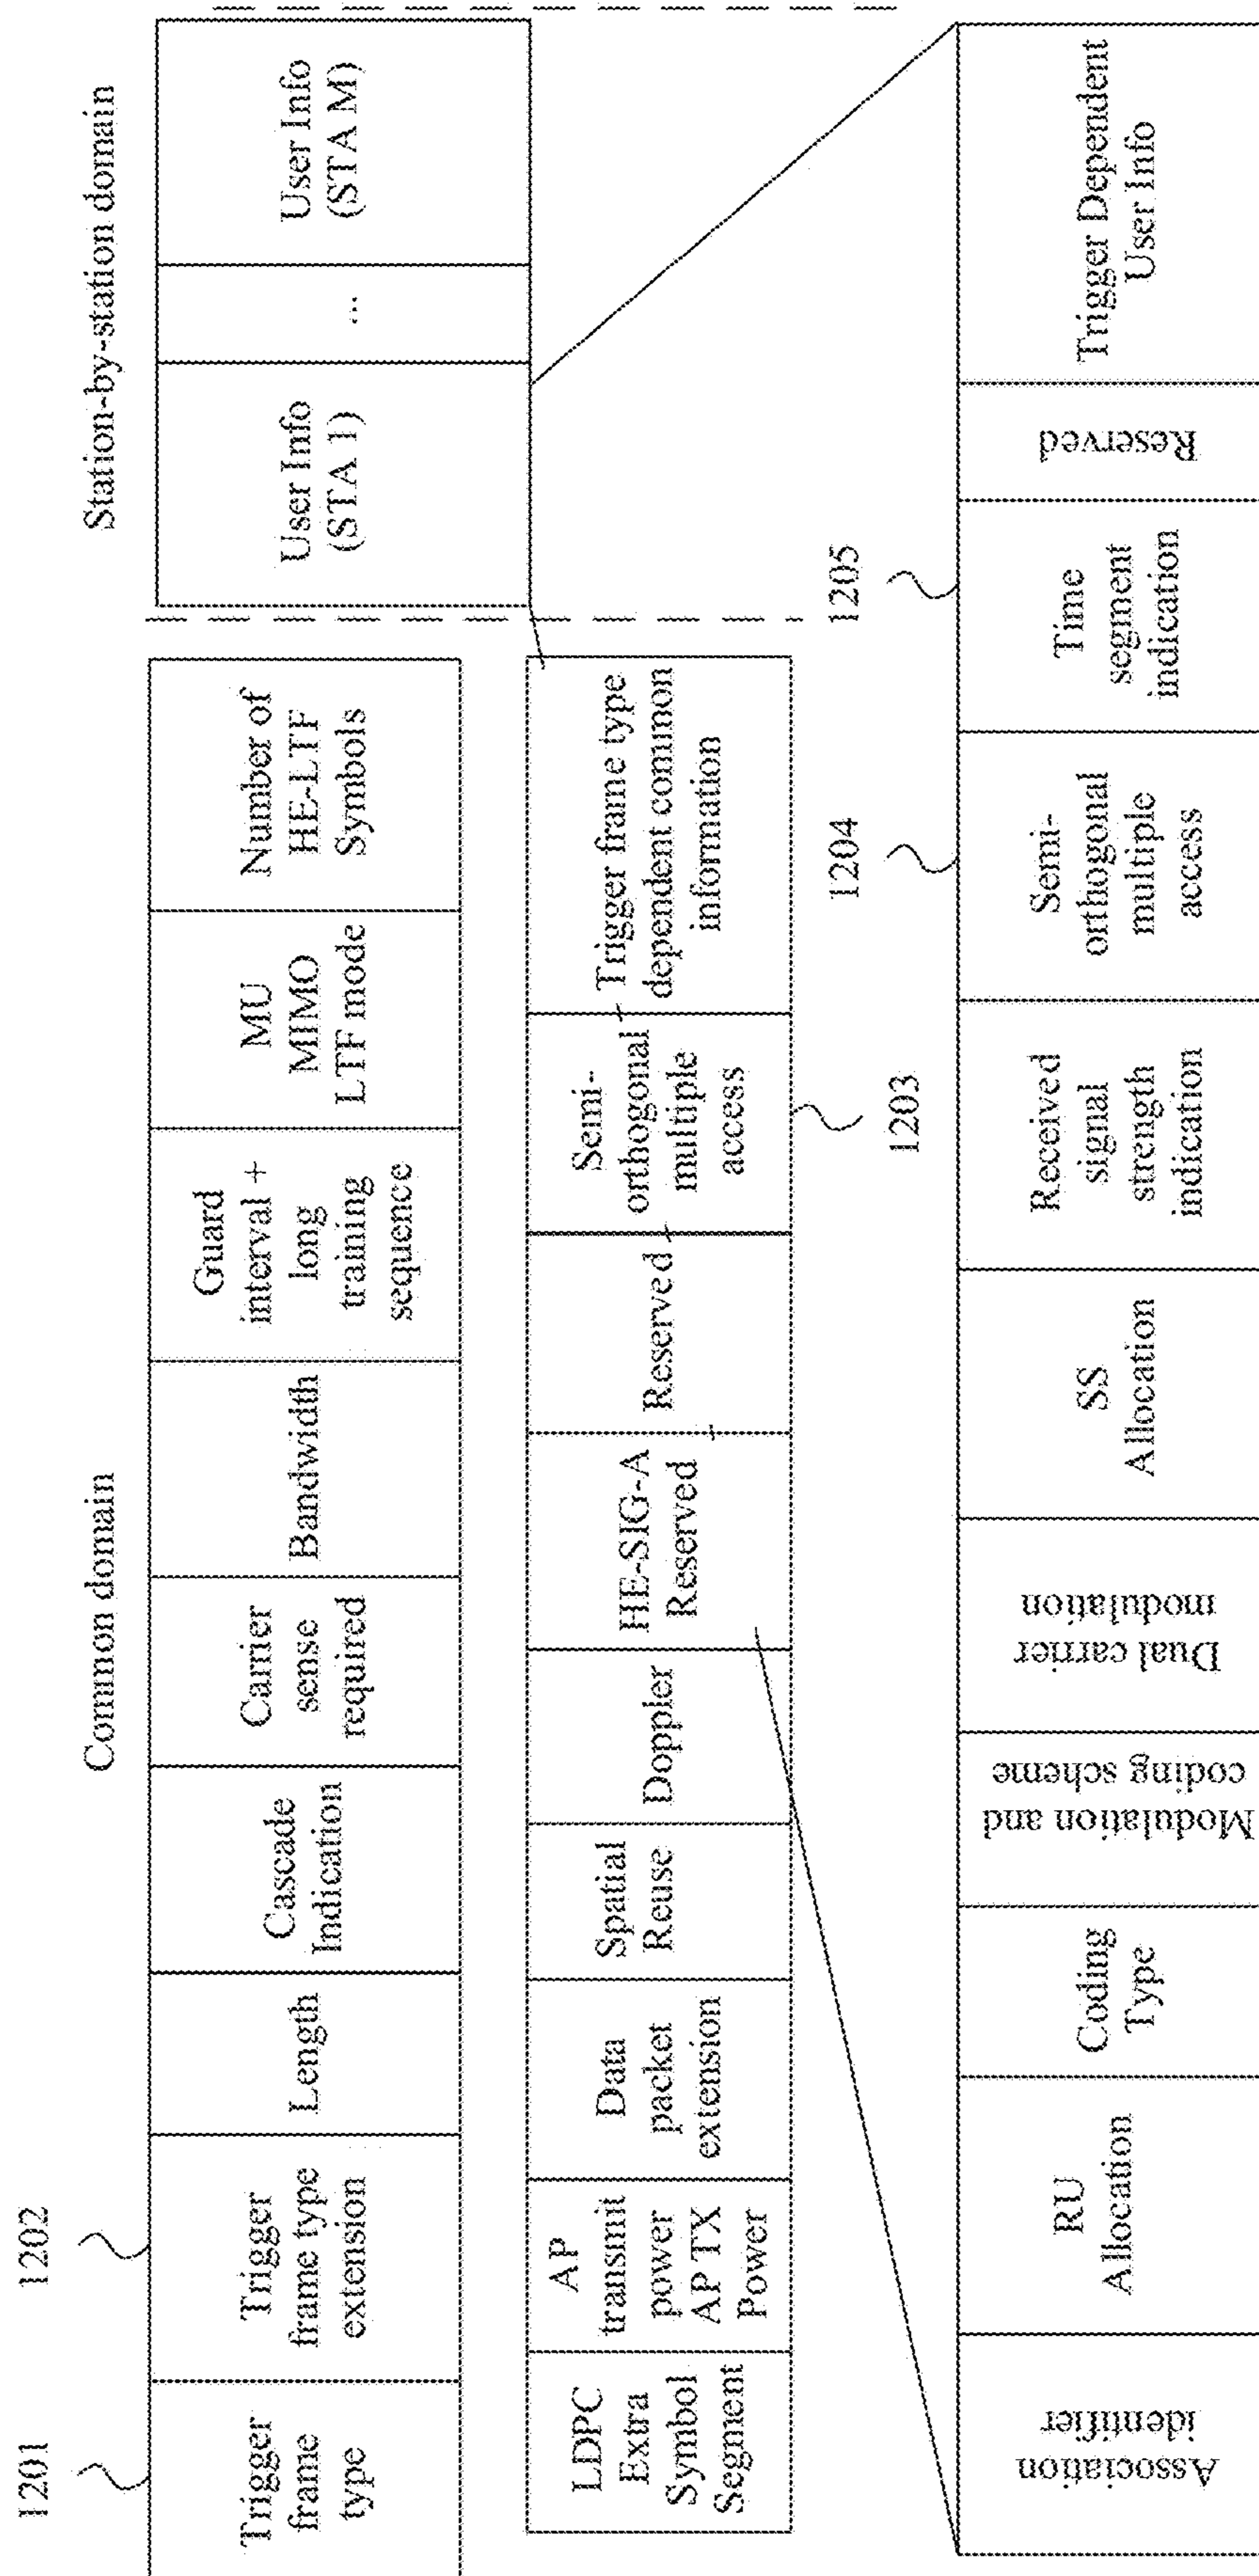 Common domain
Station-by-station domain
1201
1202
Trigger
frame
type
Trigger
frame type
extension
Length
Cascade
Indication
Carrier
sense
required
Bandwidth
Guard
interval +
long
training
sequence
MU
MIMO
LTF mode
Number of
HE-LTF
Symbols
User Info
(STA 1)
...
User Info
(STA M)
LDPC
Extra
Symbol
Segment
AP
transmit
power
AP TX
Power
Data
packet
extension
Spatial
Reuse
Doppler
HE-SIG-A
Reserved
Reserved
Semi-
orthogonal
multiple
access
Trigger frame type
dependent common
information
1203
1204
1205
Association
identifier
RU
Allocation
Coding
Type
Modulation and
coding scheme
Dual carrier
modulation
SS
Allocation
Received
signal
strength
indication
Semi-
orthogonal
multiple
access
Time
segment
indication
Reserved
Trigger Dependent
User Info